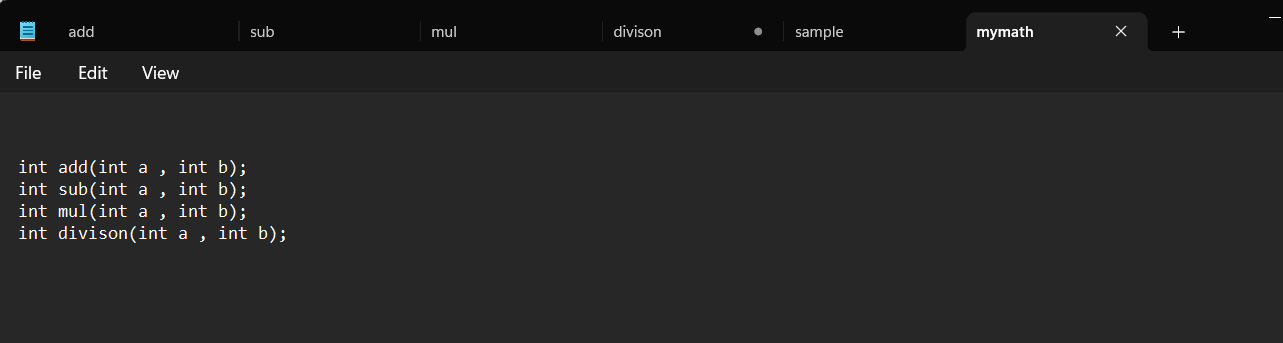 add sub mul divison sample mymath
File Edit View
int add(int a , int b);
int sub(int a , int b);
int mul(int a , int b);
int divison(int a , int b);